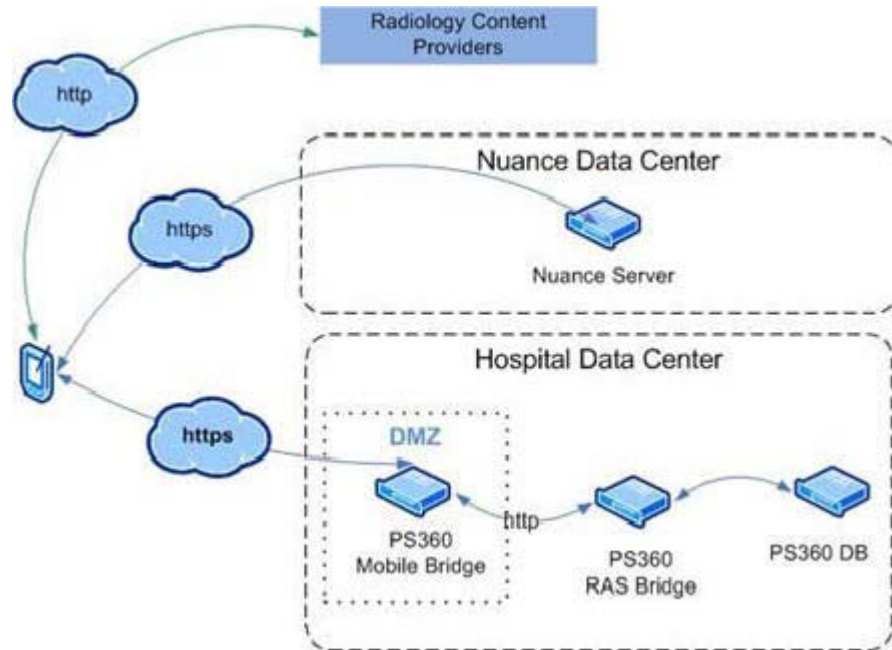 Radiology Content
Providers
http
Nuance Data Center
https
Nuance Server
Hospital Data Center
https
DMZ
http
PS360
Mobile Bridge
PS360
RAS Bridge
PS360 DB